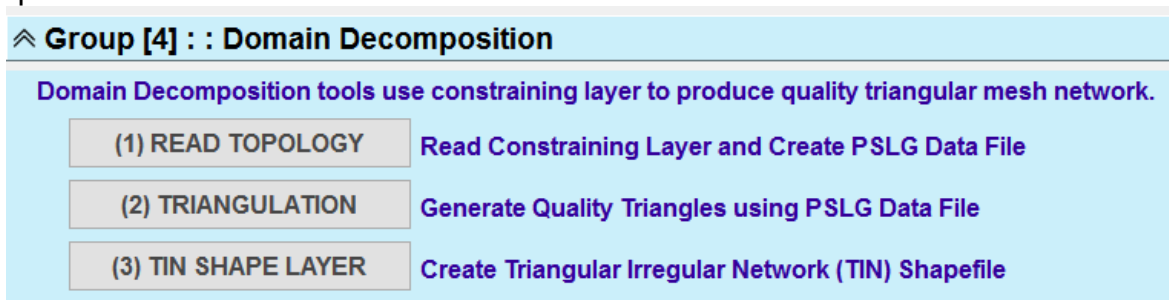 Group [4] : : Domain Decomposition
Domain Decomposition tools use constraining layer to produce quality triangular mesh network.
(1) READ TOPOLOGY Read Constraining Layer and Create PSLG Data File
(2) TRIANGULATION Generate Quality Triangles using PSLG Data File
(3) TIN SHAPE LAYER Create Triangular Irregular Network (TIN) Shapefile